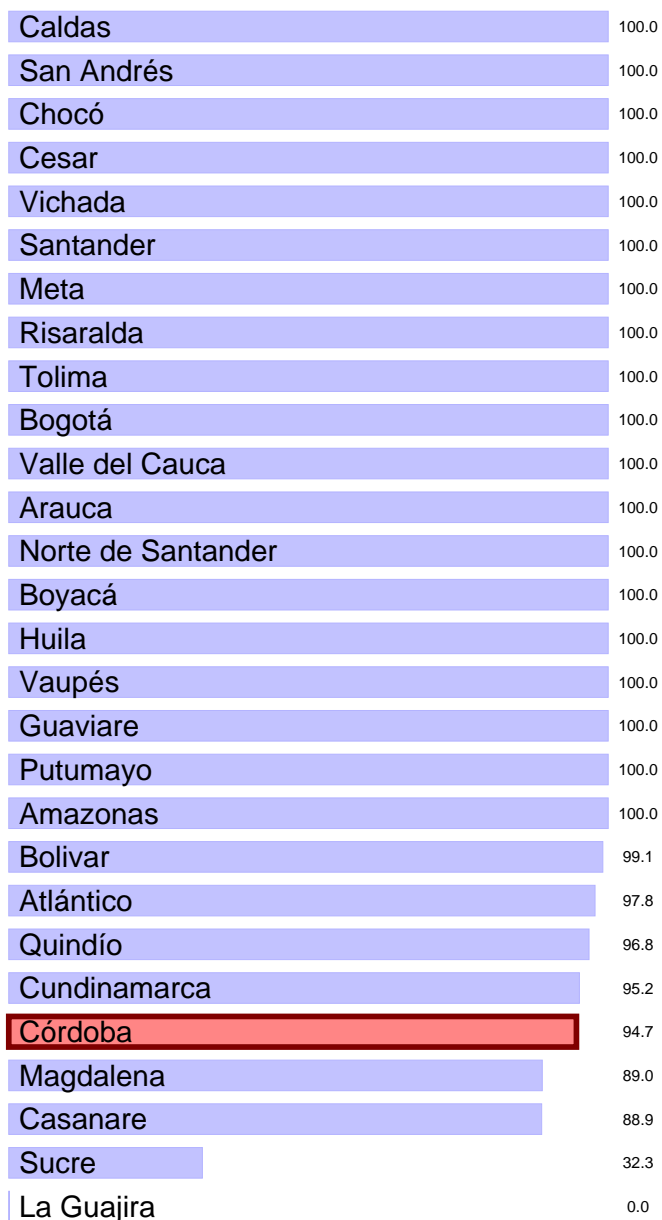 Caldas 100.0
San Andrés 100.0
Chocó 100.0
Cesar 100.0
Vichada 100.0
Santander 100.0
Meta 100.0
Risaralda 100.0
Tolima 100.0
Bogotá 100.0
Valle del Cauca 100.0
Arauca 100.0
Norte de Santander 100.0
Boyacá 100.0
Huila 100.0
Vaupés 100.0
Guaviare 100.0
Putumayo 100.0
Amazonas 100.0
Bolivar 99.1
Atlántico 97.8
Quindío 96.8
Cundinamarca 95.2
Córdoba 94.7
Magdalena 89.0
Casanare 88.9
Sucre 32.3
La Guajira 0.0